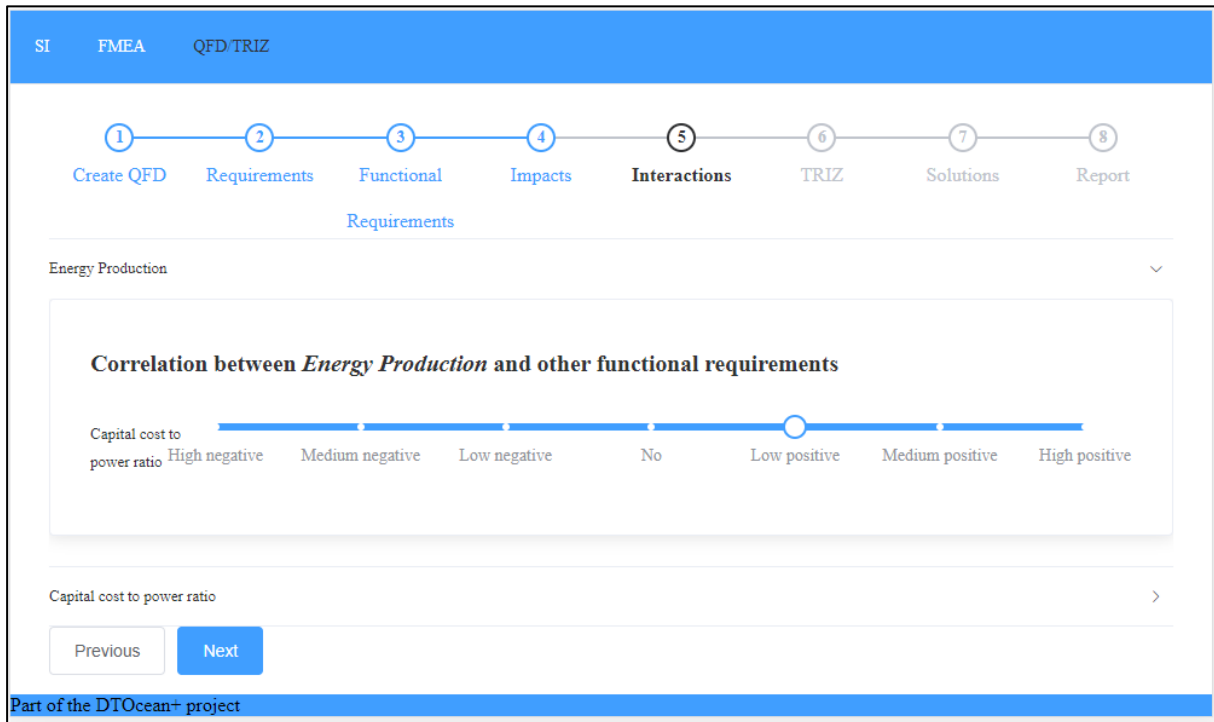 SI FMEA QFD/TRIZ
1 2 3 4 5 6 7 8
Create QFD Requirements Functional Impacts Interactions TRIZ Solutions Report
Requirements
Energy Production
Correlation between Energy Production and other functional requirements
Capital cost to
power ratio High negative Medium negative Low negative No Low positive Medium positive High positive
Capital cost to power ratio
Previous Next
Part of the DTOcean+ project